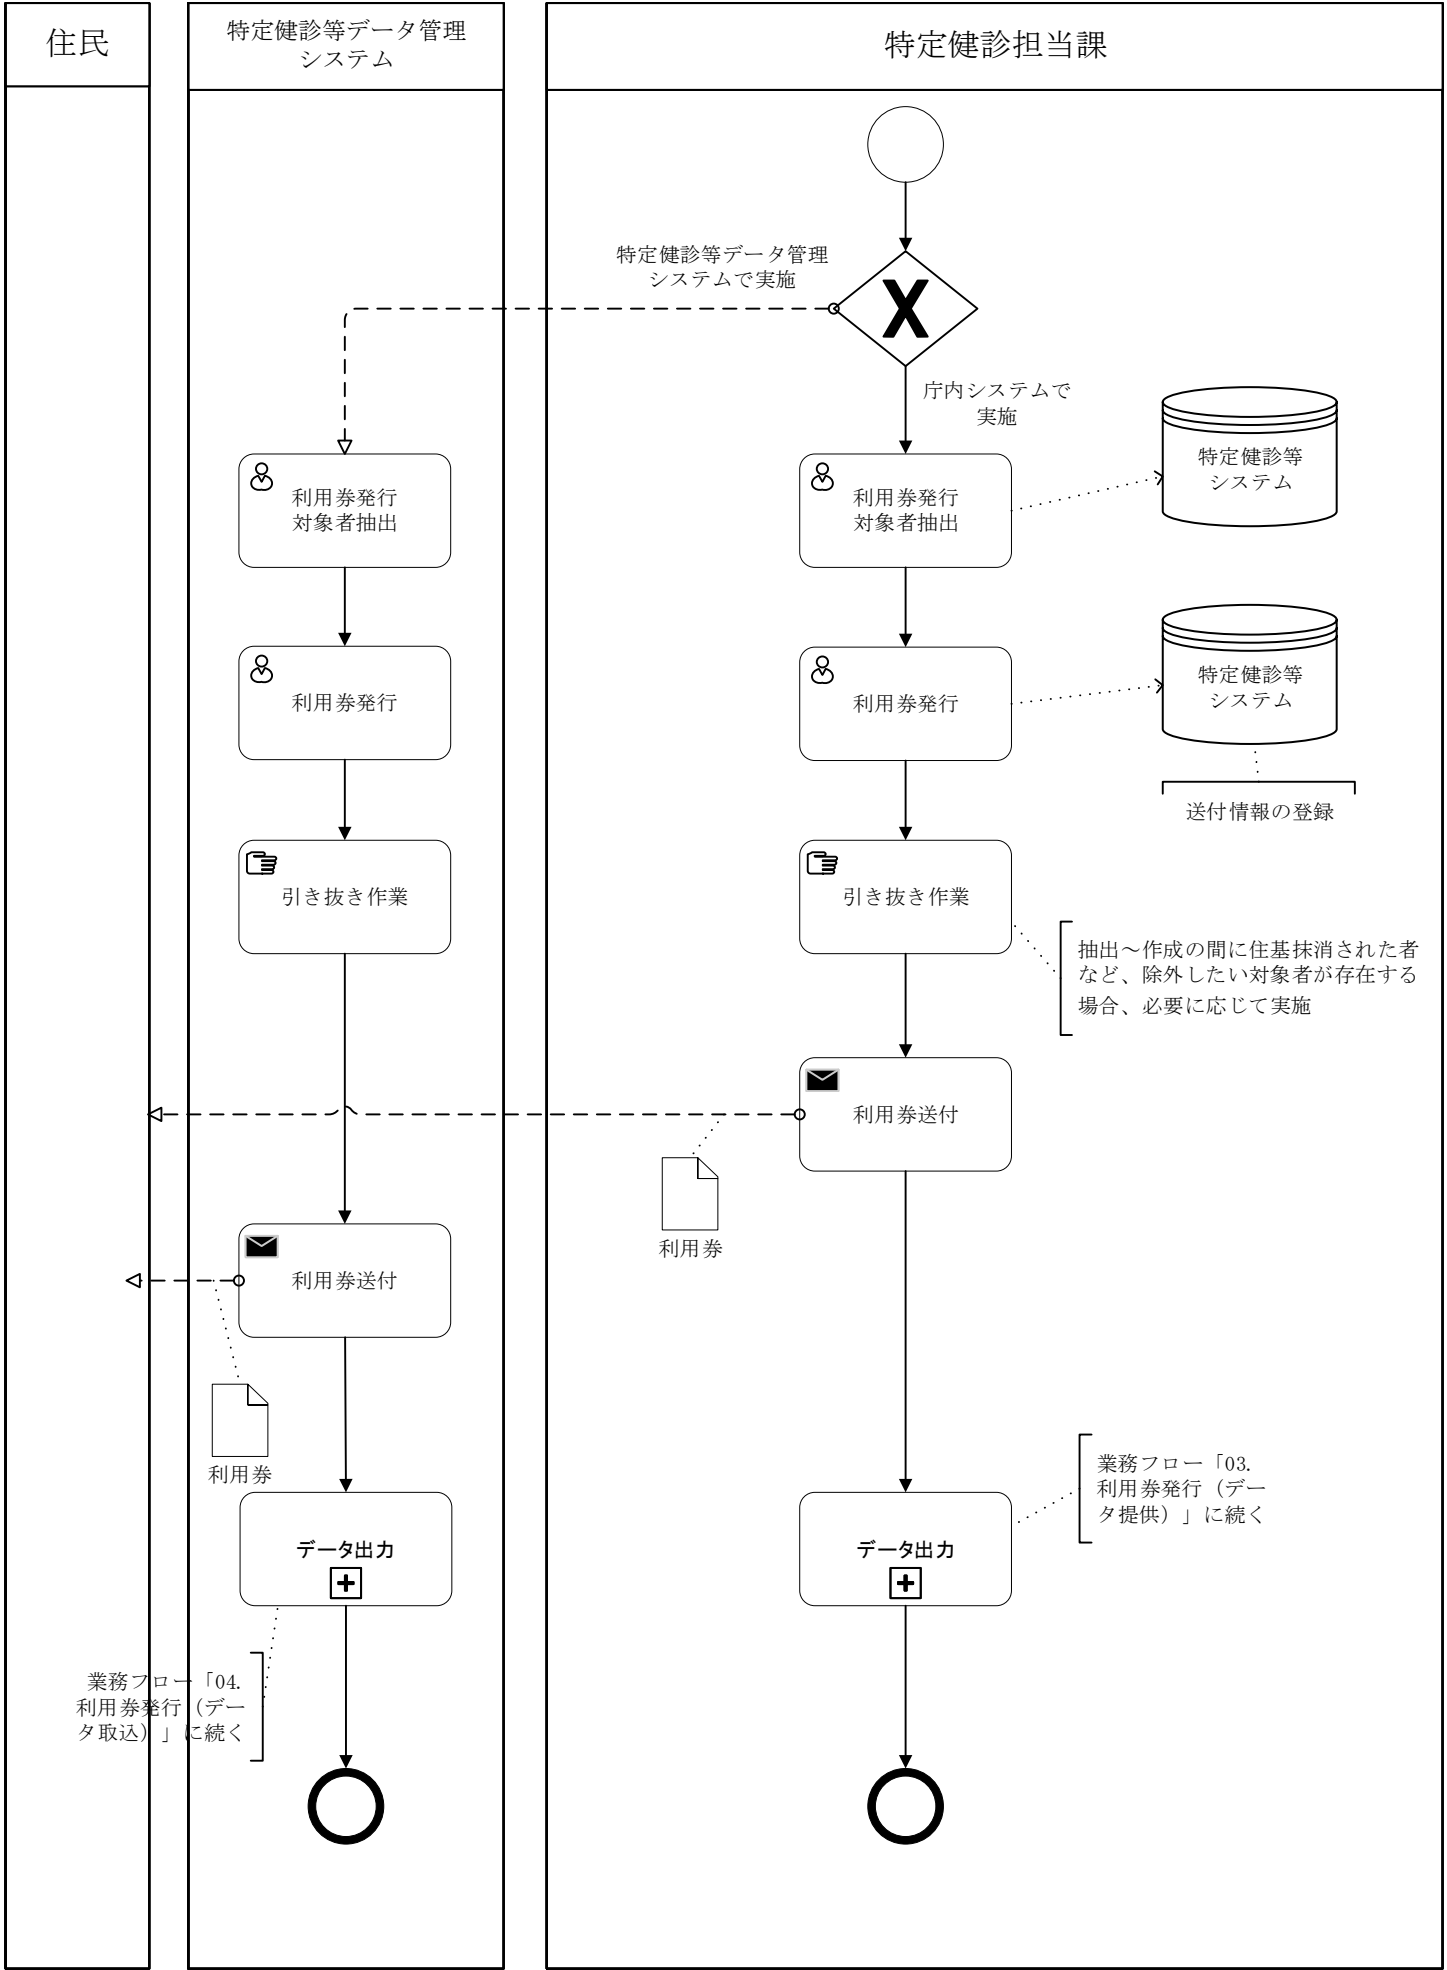 住民
特定健診等データ管理
システム
特定健診担当課
特定健診等データ管理
システムで実施
庁内システムで
実施
利用券発行
対象者抽出
利用券発行
対象者抽出
特定健診等
システム
利用券発行
利用券発行
特定健診等
システム
送付情報の登録
引き抜き作業
引き抜き作業
抽出～作成の間に住基抹消された者
など、除外したい対象者が存在する
場合、必要に応じて実施
利用券送付
利用券
利用券送付
利用券
データ出力
データ出力
業務フロー「03.
利用券発行（デー
タ提供）」に続く
業務フロー「04.
利用券発行（デー
タ取込）」に続く